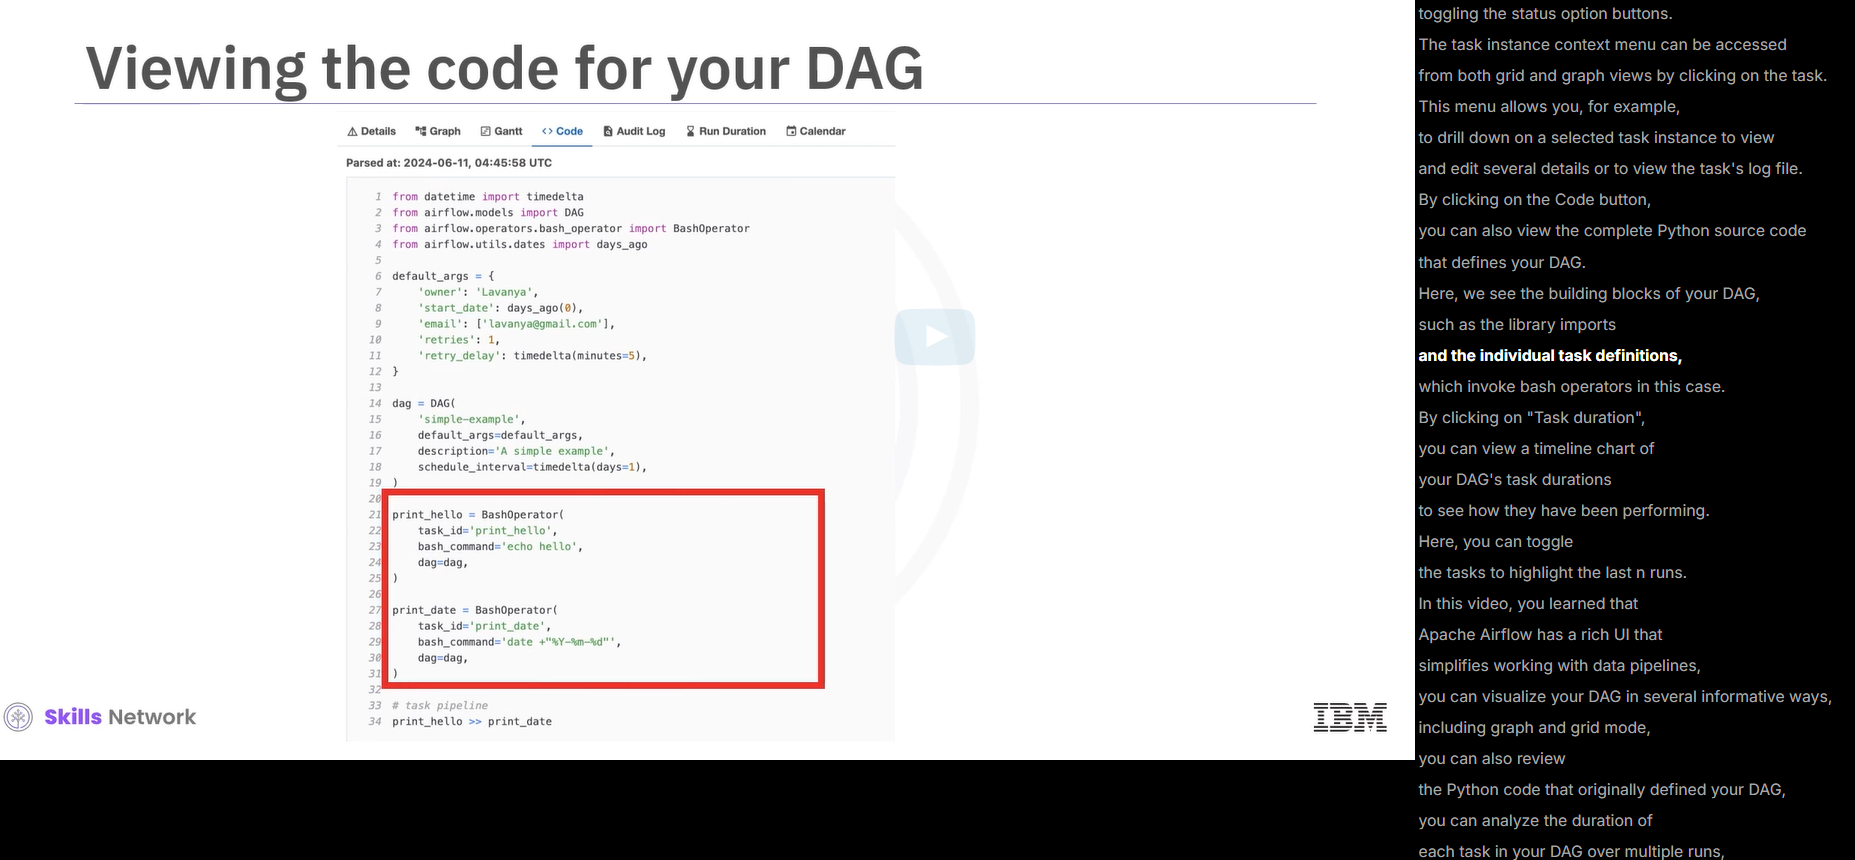 Viewing the code for your DAG
Details Graph Gantt <> Code Audit Log Run Duration Calendar
Parsed at: 2024-06-11, 04:45:58 UTC
1 from datetime import timedelta
2 from airflow.models import DAG
3 from airflow.operators.bash_operator import BashOperator
4 from airflow.utils.dates import days_ago
5
6 default_args = {
7     'owner': 'Lavanya',
8     'start_date': days_ago(0),
9     'email': ['lavanya@gmail.com'],
10     'retries': 1,
11     'retry_delay': timedelta(minutes=5),
12 }
13
14 dag = DAG(
15     'simple-example',
16     default_args=default_args,
17     description='A simple example',
18     schedule_interval=timedelta(days=1),
19 )
20
21 print_hello = BashOperator(
22     task_id='print_hello',
23     bash_command='echo hello',
24     dag=dag,
25 )
26
27 print_date = BashOperator(
28     task_id='print_date',
29     bash_command='date +"%Y-%m-%d"',
30     dag=dag,
31 )
32
33 # task pipeline
34 print_hello >> print_date
Skills Network
IBM
toggling the status option buttons.
The task instance context menu can be accessed
from both grid and graph views by clicking on the task.
This menu allows you, for example,
to drill down on a selected task instance to view
and edit several details or to view the task's log file.
By clicking on the Code button,
you can also view the complete Python source code
that defines your DAG.
Here, we see the building blocks of your DAG,
such as the library imports
and the individual task definitions,
which invoke bash operators in this case.
By clicking on "Task duration",
you can view a timeline chart of
your DAG's task durations
to see how they have been performing.
Here, you can toggle
the tasks to highlight the last n runs.
In this video, you learned that
Apache Airflow has a rich UI that
simplifies working with data pipelines,
you can visualize your DAG in several informative ways,
including graph and grid mode,
you can also review
the Python code that originally defined your DAG,
you can analyze the duration of
each task in your DAG over multiple runs,